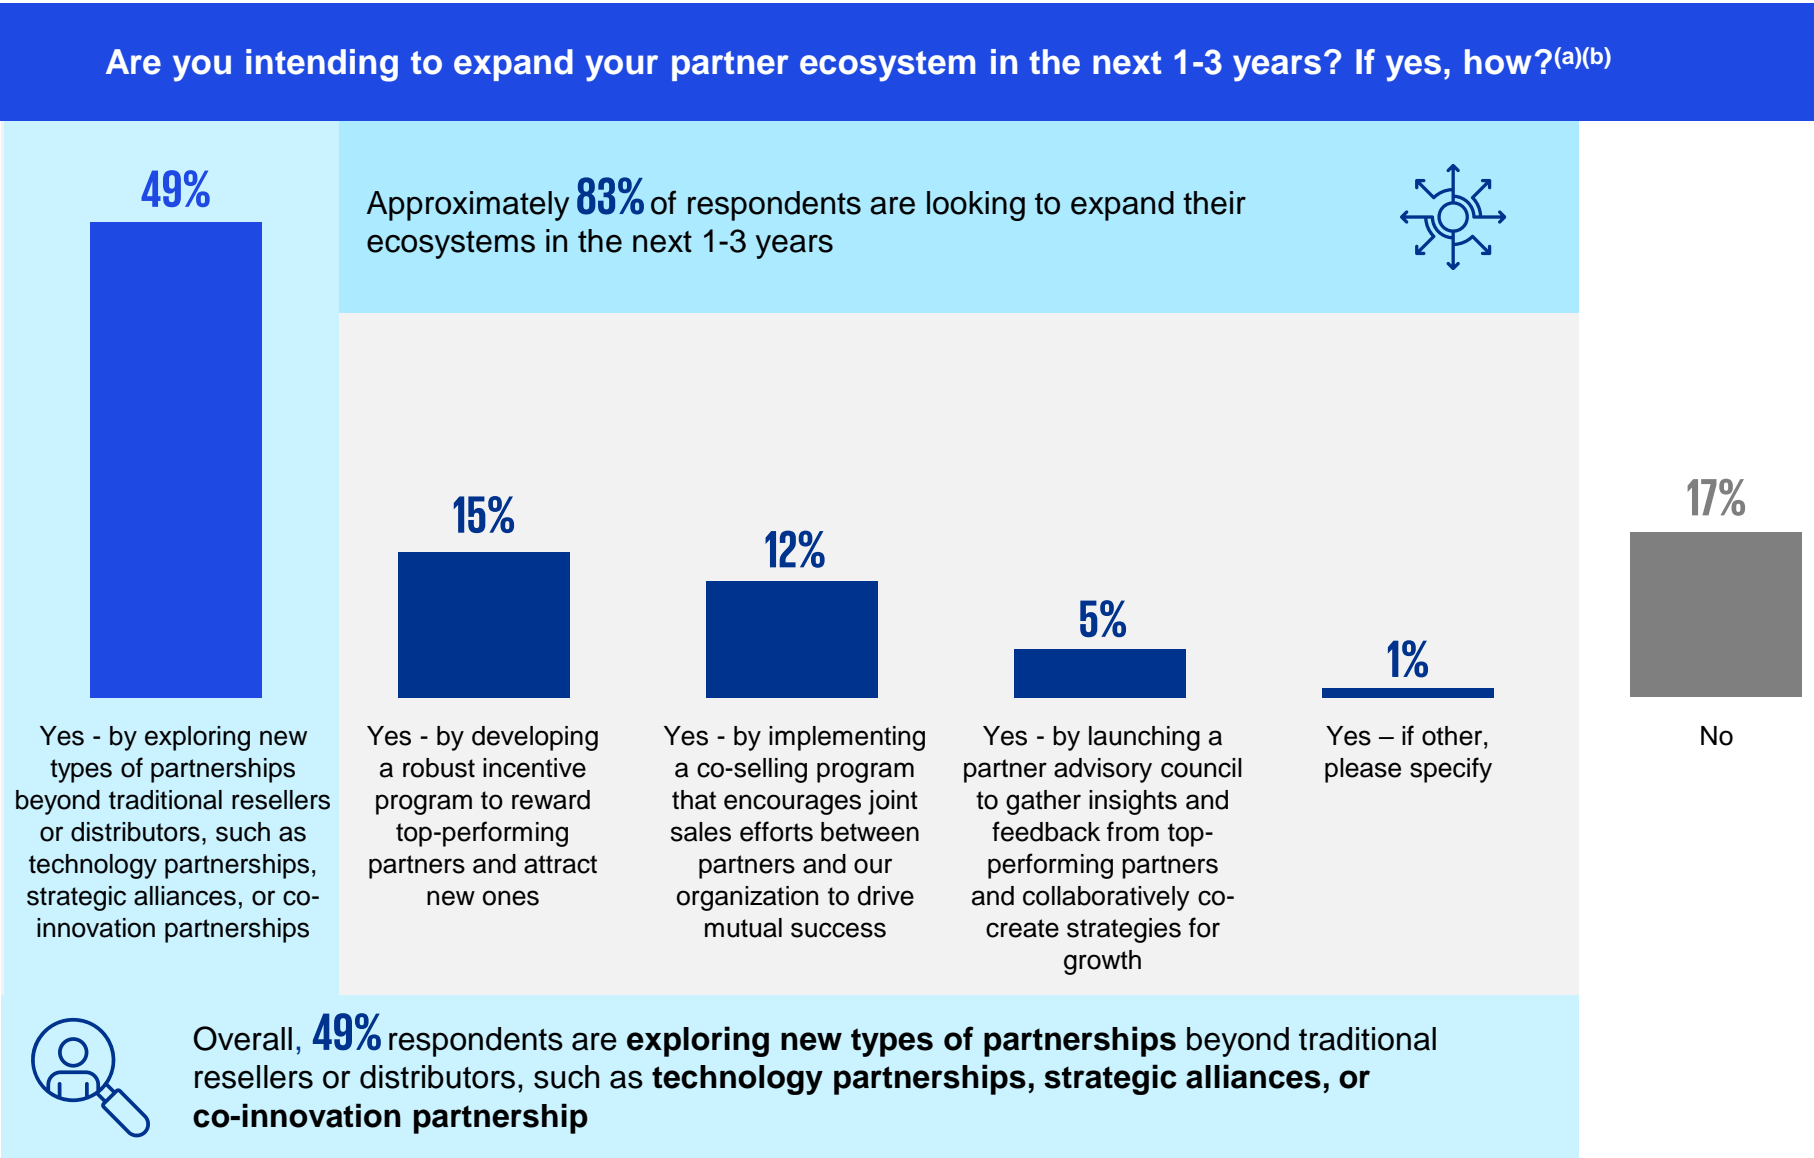 Are you intending to expand your partner ecosystem in the next 1-3 years? If yes, how?(a)(b)
49%
Approximately 83% of respondents are looking to expand their
ecosystems in the next 1-3 years
15%
12%
5%
1%
17%
Yes - by exploring new
types of partnerships
beyond traditional resellers
or distributors, such as
technology partnerships,
strategic alliances, or co-
innovation partnerships
Yes - by developing
a robust incentive
program to reward
top-performing
partners and attract
new ones
Yes - by implementing
a co-selling program
that encourages joint
sales efforts between
partners and our
organization to drive
mutual success
Yes - by launching a
partner advisory council
to gather insights and
feedback from top-
performing partners
and collaboratively co-
create strategies for
growth
Yes – if other,
please specify
No
Overall, 49% respondents are exploring new types of partnerships beyond traditional
resellers or distributors, such as technology partnerships, strategic alliances, or
co-innovation partnership